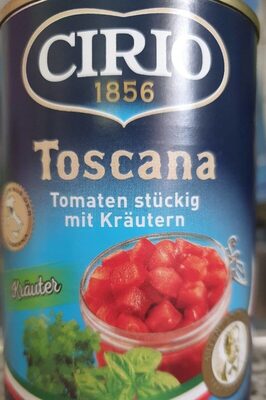 CIRIO
1856
Toscana
Tomaten stückig
mit Kräutern
Kräuter